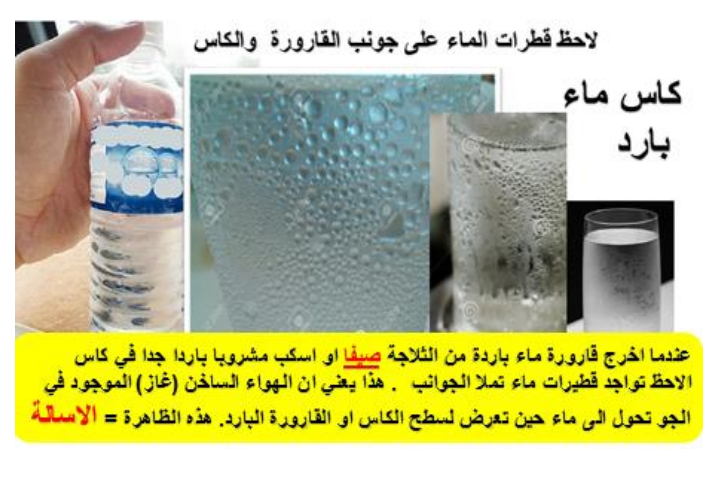 لاحظ قطرات الماء على جونب القارورة والكاس
كاس ماء
بارد
عندما اخرج قارورة ماء باردة من الثلاجة صيفا او اسكب مشروبا باردا جدا في كاس
الاحظ تواجد قطيرات ماء تملا الجوانب . هذا يعني ان الهواء الساخن (غاز) الموجود في
الجو تحول الى ماء حين تعرض لسطح الكاس او القارورة البارد. هذه الظاهرة = الاسالة